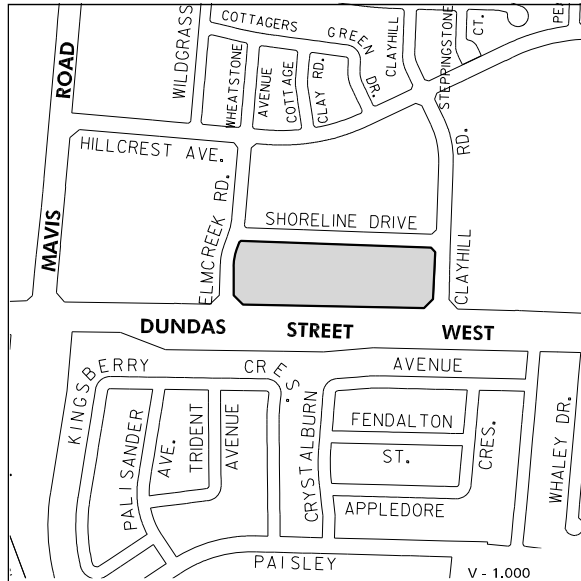 COTTAGERS
GREEN
DR.
WILDGRASS
WHEATSTONE
AVENUE
COTTAGE
CLAY RD.
CLAYHILL
STEPPINGSTONE
CT.
ROAD
MAVIS
HILLCREST AVE.
ELMCREEK RD.
SHORELINE DRIVE
RD.
CLAYHILL
DUNDAS STREET WEST
KINGSBERRY CRES.
AVENUE
PALISANDER
AVE.
TRIDENT
AVENUE
CRYSTALBURN
FENDALTON
ST.
CRES.
APPLEDORE
WHALEY DR.
PAISLEY
V - 1.000